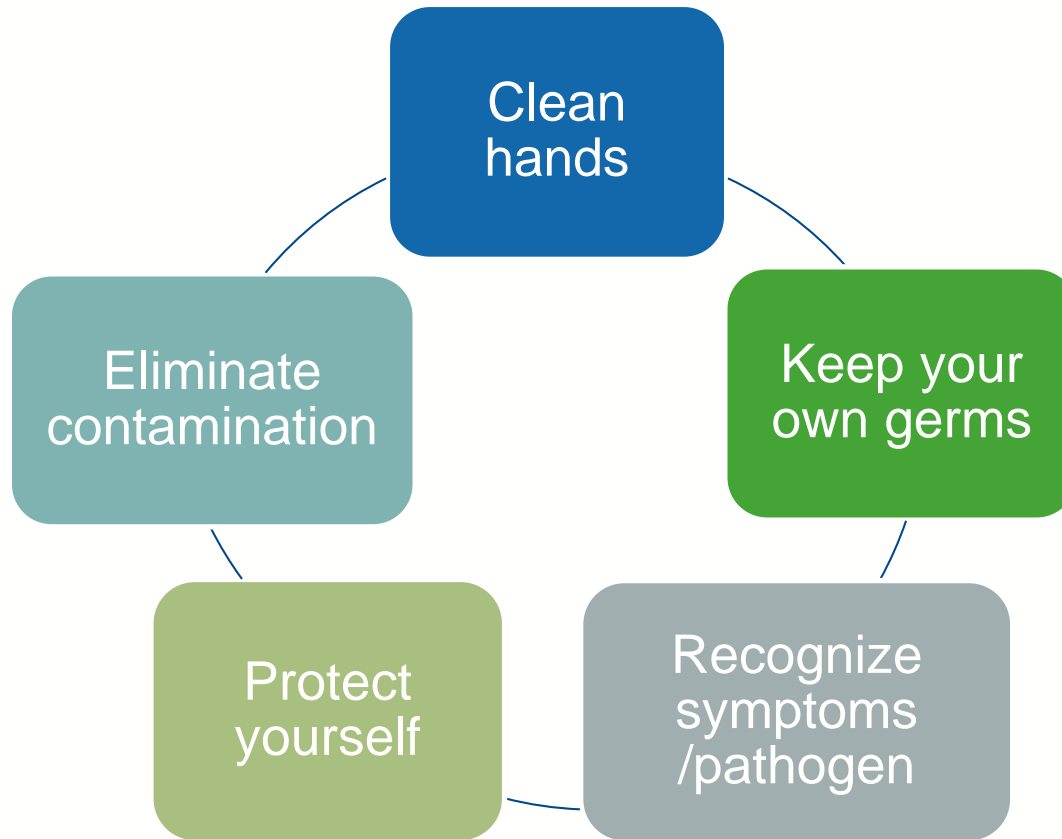 Clean
hands
Keep your
own germs
Recognize
symptoms
/pathogen
Protect
yourself
Eliminate
contamination